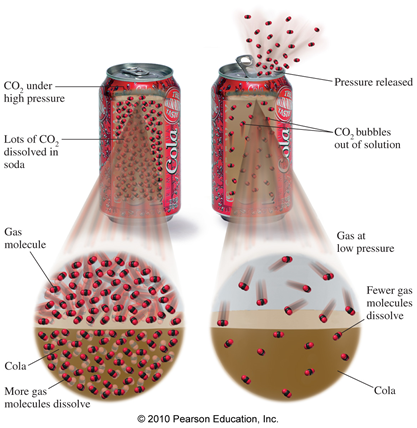 CO₂ under
high pressure
Lots of CO₂
dissolved in
soda
Cola
Pressure released
CO₂ bubbles
out of solution
Cola
Gas
molecule
Cola
More gas
molecules dissolve
Gas at
low pressure
Fewer gas
molecules
dissolve
Cola
© 2010 Pearson Education, Inc.